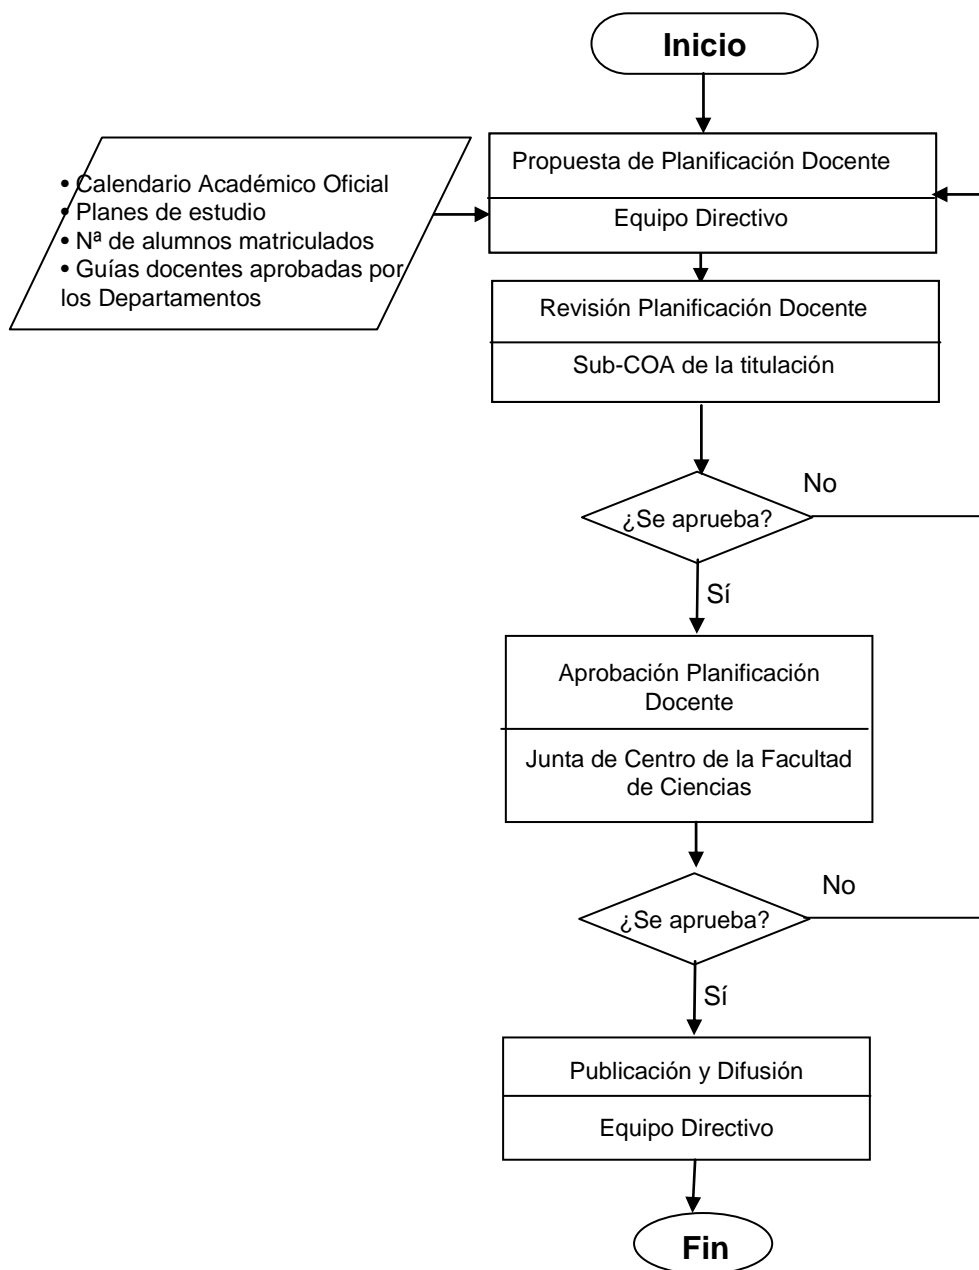 Inicio
Propuesta de Planificación Docente
Equipo Directivo
• Calendario Académico Oficial
• Planes de estudio
• Nª de alumnos matriculados
• Guías docentes aprobadas por
los Departamentos
Revisión Planificación Docente
Sub-COA de la titulación
¿Se aprueba?
No
Sí
Aprobación Planificación
Docente
Junta de Centro de la Facultad
de Ciencias
¿Se aprueba?
No
Sí
Publicación y Difusión
Equipo Directivo
Fin